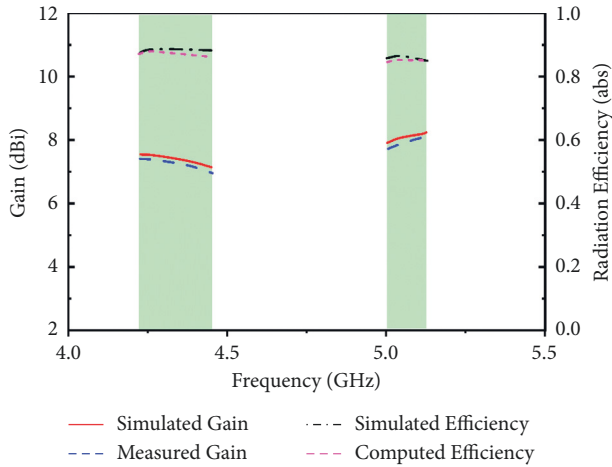 12
10
8
6
4
2
Gain (dBi)
1.0
0.8
0.6
0.4
0.2
0.0
Radiation Efficiency (abs)
4.0
4.5
5.0
5.5
Frequency (GHz)
Simulated Gain
Simulated Efficiency
Measured Gain
Computed Efficiency